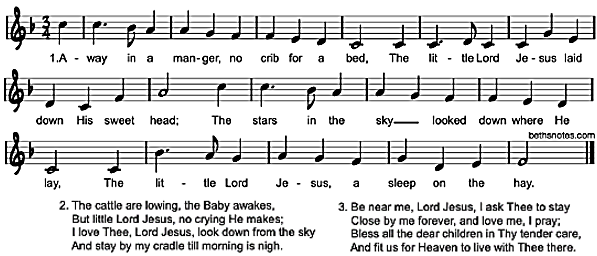 3
4
1.A - way in a man-ger, no crib for a bed, The lit - tle Lord Je - sus laid
down His sweet head; The stars in the sky___ looked down where He
bethsnotes.com
lay, The lit - tle Lord Je - sus, a sleep on the hay.
2. The cattle are lowing, the Baby awakes,
But little Lord Jesus, no crying He makes;
I love Thee, Lord Jesus, look down from the sky
And stay by my cradle till morning is nigh.
3. Be near me, Lord Jesus, I ask Thee to stay
Close by me forever, and love me, I pray;
Bless all the dear children in Thy tender care,
And fit us for Heaven to live with Thee there.